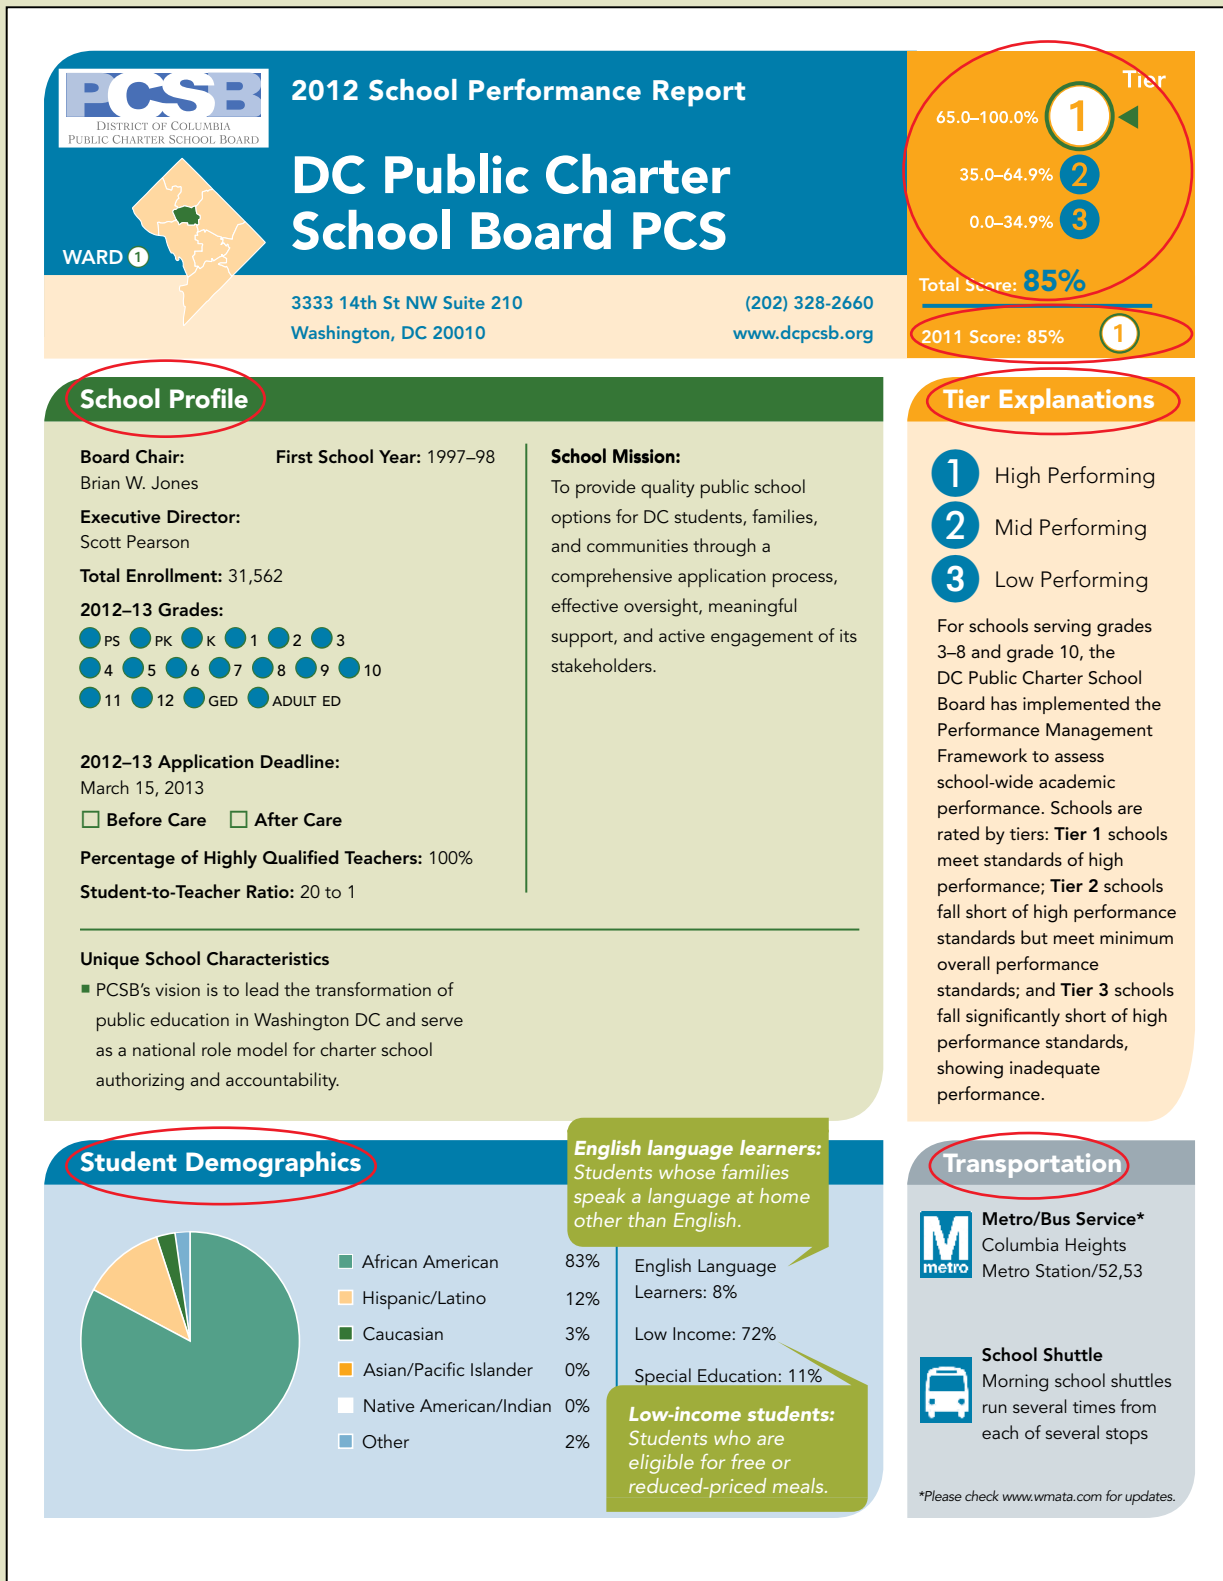 PCSB
DISTRICT OF COLUMBIA
PUBLIC CHARTER SCHOOL BOARD
WARD 1
2012 School Performance Report
DC Public Charter
School Board PCS
3333 14th St NW Suite 210
(202) 328-2660
Washington, DC 20010
www.dcpcsb.org
Tier
65.0–100.0% 1
35.0–64.9% 2
0.0–34.9% 3
Total Score: 85%
2011 Score: 85% 1
School Profile
Board Chair:
Brian W. Jones
First School Year: 1997–98
Executive Director:
Scott Pearson
Total Enrollment: 31,562
2012–13 Grades:
PS PK K 1 2 3
4 5 6 7 8 9 10
11 12 GED ADULT ED
2012–13 Application Deadline:
March 15, 2013
Before Care After Care
Percentage of Highly Qualified Teachers: 100%
Student-to-Teacher Ratio: 20 to 1
School Mission:
To provide quality public school
options for DC students, families,
and communities through a
comprehensive application process,
effective oversight, meaningful
support, and active engagement of its
stakeholders.
Unique School Characteristics
PCSB's vision is to lead the transformation of
public education in Washington DC and serve
as a national role model for charter school
authorizing and accountability.
Tier Explanations
1 High Performing
2 Mid Performing
3 Low Performing
For schools serving grades
3–8 and grade 10, the
DC Public Charter School
Board has implemented the
Performance Management
Framework to assess
school-wide academic
performance. Schools are
rated by tiers: Tier 1 schools
meet standards of high
performance; Tier 2 schools
fall short of high performance
standards but meet minimum
overall performance
standards; and Tier 3 schools
fall significantly short of high
performance standards,
showing inadequate
performance.
Student Demographics
African American 83%
Hispanic/Latino 12%
Caucasian 3%
Asian/Pacific Islander 0%
Native American/Indian 0%
Other 2%
English language learners:
Students whose families
speak a language at home
other than English.
English Language
Learners: 8%
Low Income: 72%
Special Education: 11%
Low-income students:
Students who are
eligible for free or
reduced-priced meals.
Transportation
M
metro
Metro/Bus Service*
Columbia Heights
Metro Station/52,53
School Shuttle
Morning school shuttles
run several times from
each of several stops
*Please check www.wmata.com for updates.